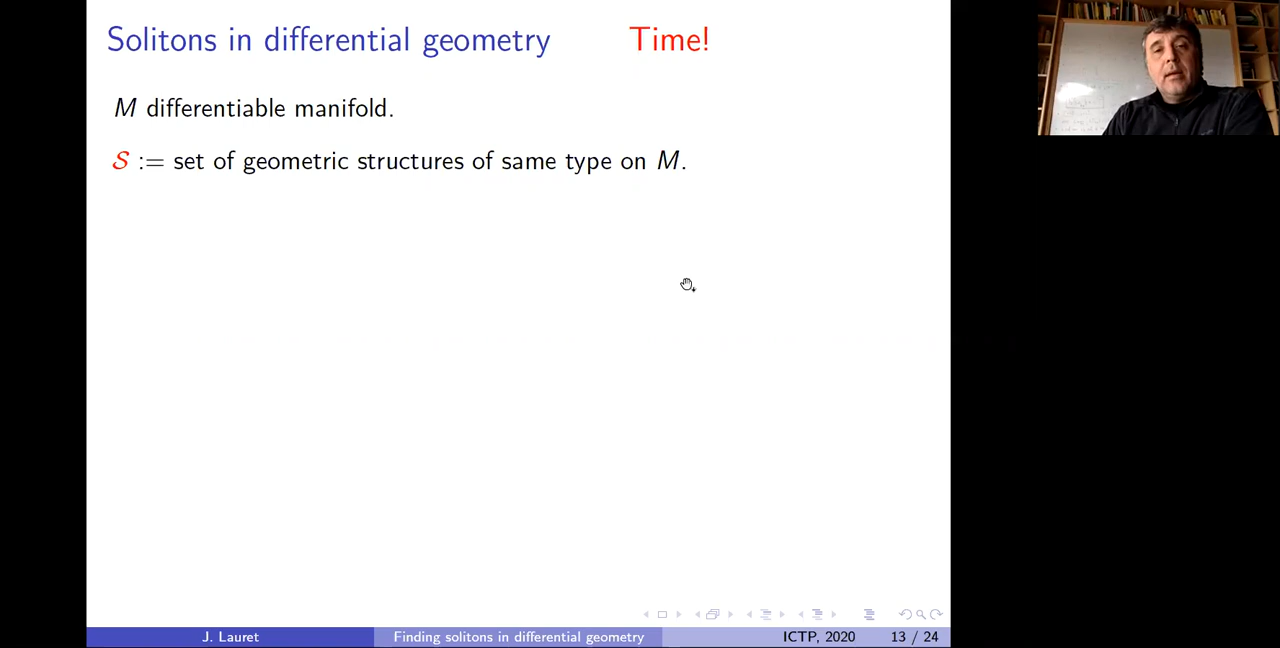 Solitons in differential geometry Time!
M differentiable manifold.
S := set of geometric structures of same type on M.
J. Lauret Finding solitons in differential geometry ICTP, 2020 13 / 24